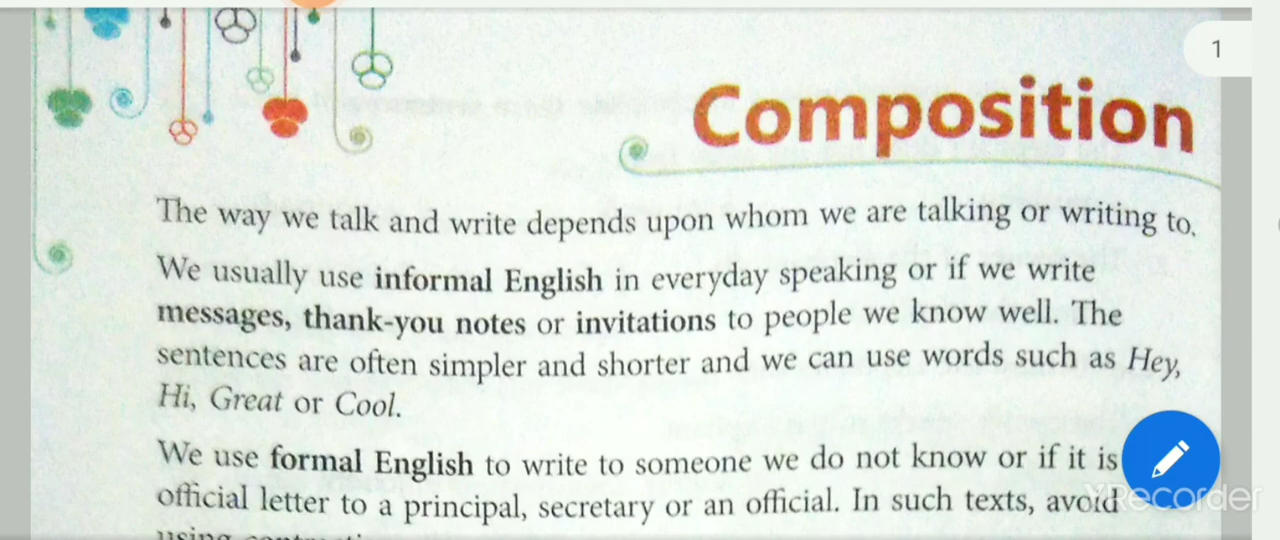 1
Composition
The way we talk and write depends upon whom we are talking or writing to.
We usually use informal English in everyday speaking or if we write
messages, thank-you notes or invitations to people we know well. The
sentences are often simpler and shorter and we can use words such as Hey,
Hi, Great or Cool.
We use formal English to write to someone we do not know or if it is
official letter to a principal, secretary or an official. In such texts, avoid
using
XRecorder